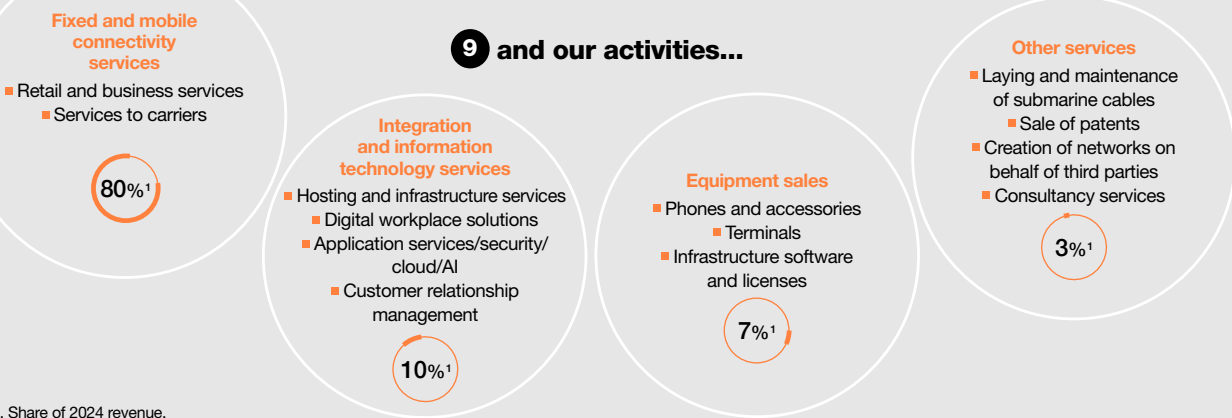 Fixed and mobile
connectivity
services
■ Retail and business services
■ Services to carriers
80%¹
9 and our activities...
Integration
and information
technology services
■ Hosting and infrastructure services
■ Digital workplace solutions
■ Application services/security/
cloud/AI
■ Customer relationship
management
10%¹
Equipment sales
■ Phones and accessories
■ Terminals
■ Infrastructure software
and licenses
7%¹
Other services
■ Laying and maintenance
of submarine cables
■ Sale of patents
■ Creation of networks on
behalf of third parties
■ Consultancy services
3%¹
. Share of 2024 revenue.